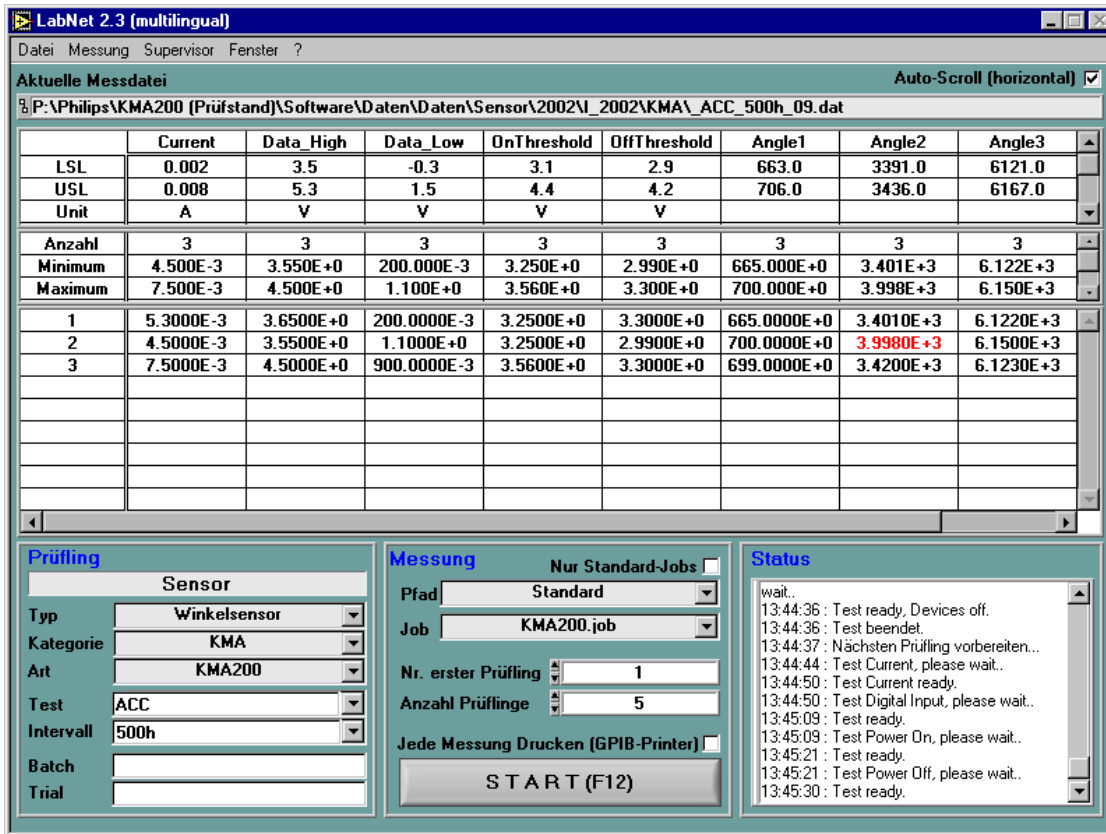 LabNet 2.3 (multilingual)
Datei Messung Supervisor Fenster ?
Aktuelle Messdatei Auto-Scroll (horizontal)
P:\Philips\KMA200 (Prüfstand)\Software\Daten\Daten\Sensor\2002\I_2002\KMA\_ACC_500h_09.dat
Current Data_High Data_Low OnThreshold OffThreshold Angle1 Angle2 Angle3
LSL 0.002 3.5 -0.3 3.1 2.9 663.0 3391.0 6121.0
USL 0.008 5.3 1.5 4.4 4.2 706.0 3436.0 6167.0
Unit A V V V V
Anzahl 3 3 3 3 3 3 3 3
Minimum 4.500E-3 3.550E+0 200.000E-3 3.250E+0 2.990E+0 665.000E+0 3.401E+3 6.122E+3
Maximum 7.500E-3 4.500E+0 1.100E+0 3.560E+0 3.300E+0 700.000E+0 3.998E+3 6.150E+3
1 5.3000E-3 3.6500E+0 200.0000E-3 3.2500E+0 3.3000E+0 665.0000E+0 3.4010E+3 6.1220E+3
2 4.5000E-3 3.5500E+0 1.1000E+0 3.2500E+0 2.9900E+0 700.0000E+0 3.9980E+3 6.1500E+3
3 7.5000E-3 4.5000E+0 900.0000E-3 3.5600E+0 3.3000E+0 699.0000E+0 3.4200E+3 6.1230E+3
Prüfling
Sensor
Typ Winkelsensor
Kategorie KMA
Art KMA200
Test ACC
Intervall 500h
Batch
Trial
Messung
Nur Standard-Jobs
Pfad Standard
Job KMA200.job
Nr. erster Prüfling 1
Anzahl Prüflinge 5
Jede Messung Drucken (GPIB-Printer)
S T A R T (F12)
Status
wait..
13:44:36 : Test ready, Devices off.
13:44:36 : Test beendet.
13:44:37 : Nächsten Prüfling vorbereiten...
13:44:44 : Test Current, please wait..
13:44:50 : Test Current ready.
13:44:50 : Test Digital Input, please wait..
13:45:09 : Test ready.
13:45:09 : Test Power On, please wait..
13:45:21 : Test ready.
13:45:21 : Test Power Off, please wait..
13:45:30 : Test ready.